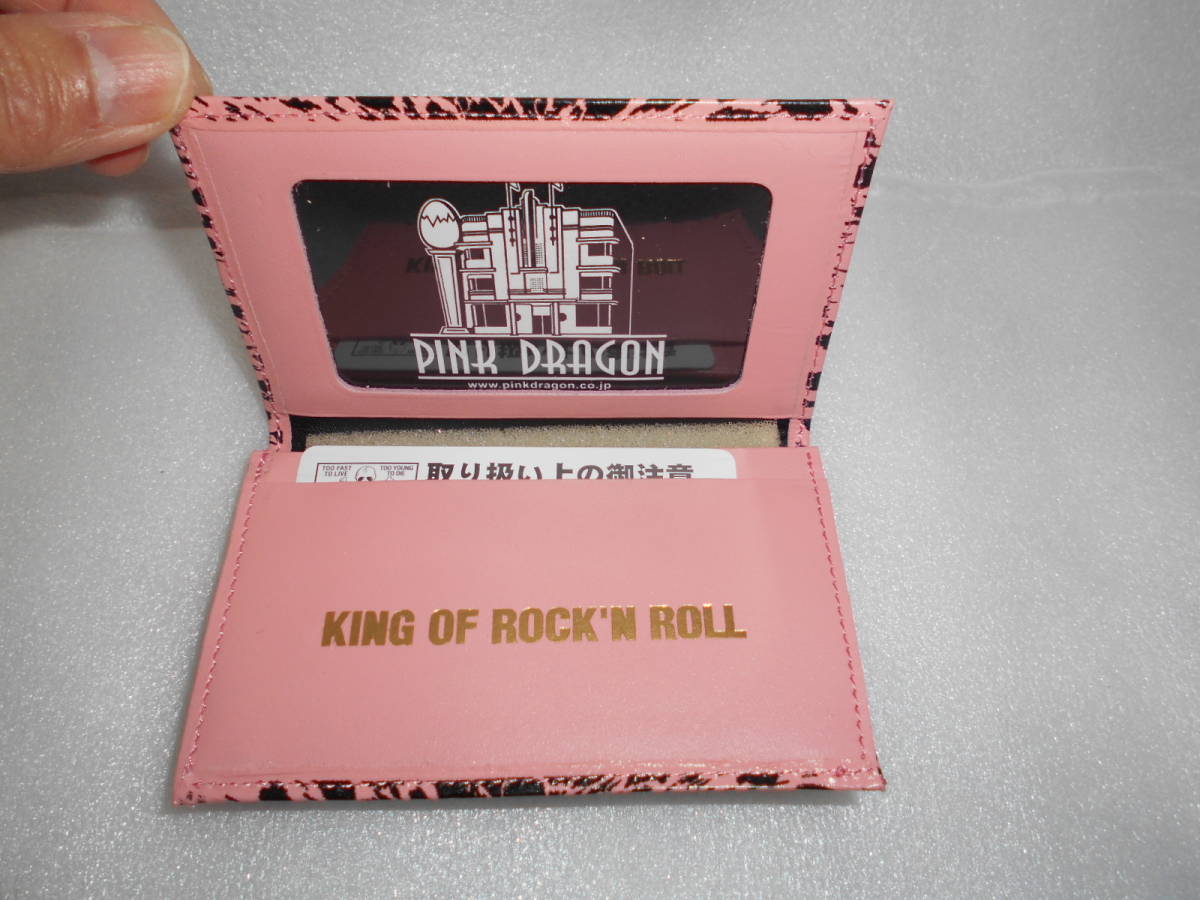 PINK DRAGON
www.pinkdragon.co.jp
TOO FAST TO LIVE
TOO YOUNG TO DIE
取り扱い上の御注意
KING OF ROCK'N ROLL